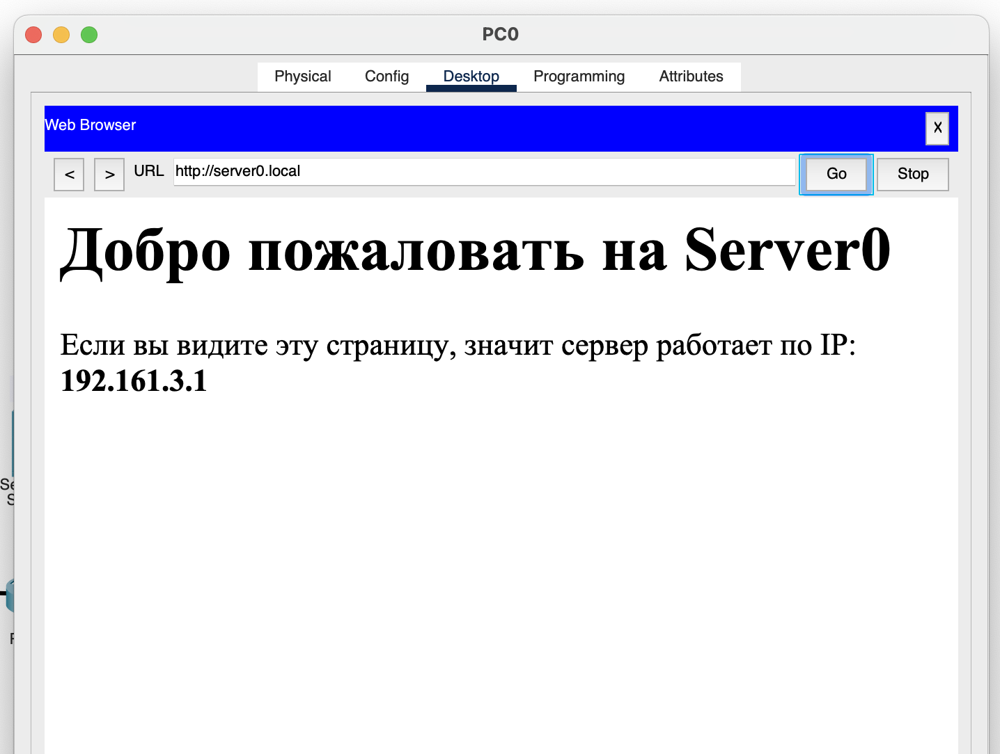 PC0
Physical Config Desktop Programming Attributes
Web Browser
X
< > URL http://server0.local Go Stop
Добро пожаловать на Server0
Если вы видите эту страницу, значит сервер работает по IP:
192.161.3.1
Se
S